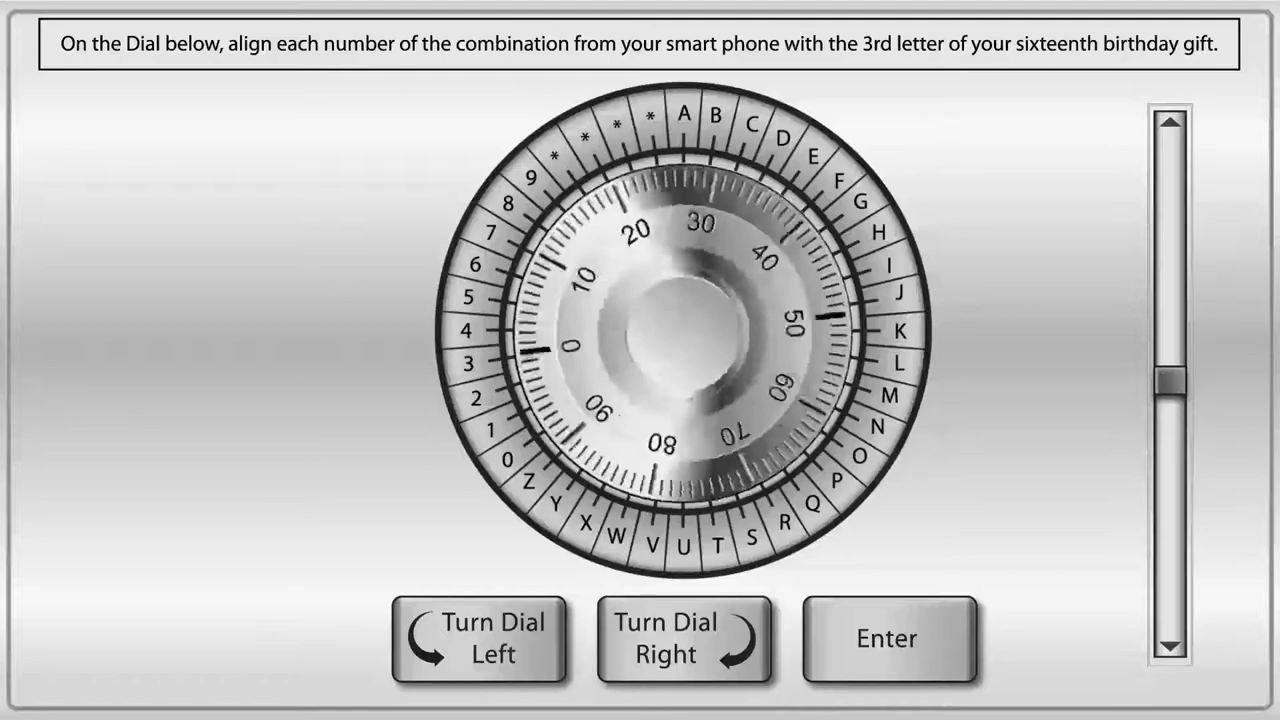 On the Dial below, align each number of the combination from your smart phone with the 3rd letter of your sixteenth birthday gift.
A B C D E F G H I J K L M N O P Q R S T U V W X Y Z 0 1 2 3 4 5 6 7 8 9 * * * *
0 10 20 30 40 50 60 70 80 90
Turn Dial
Left
Turn Dial
Right
Enter